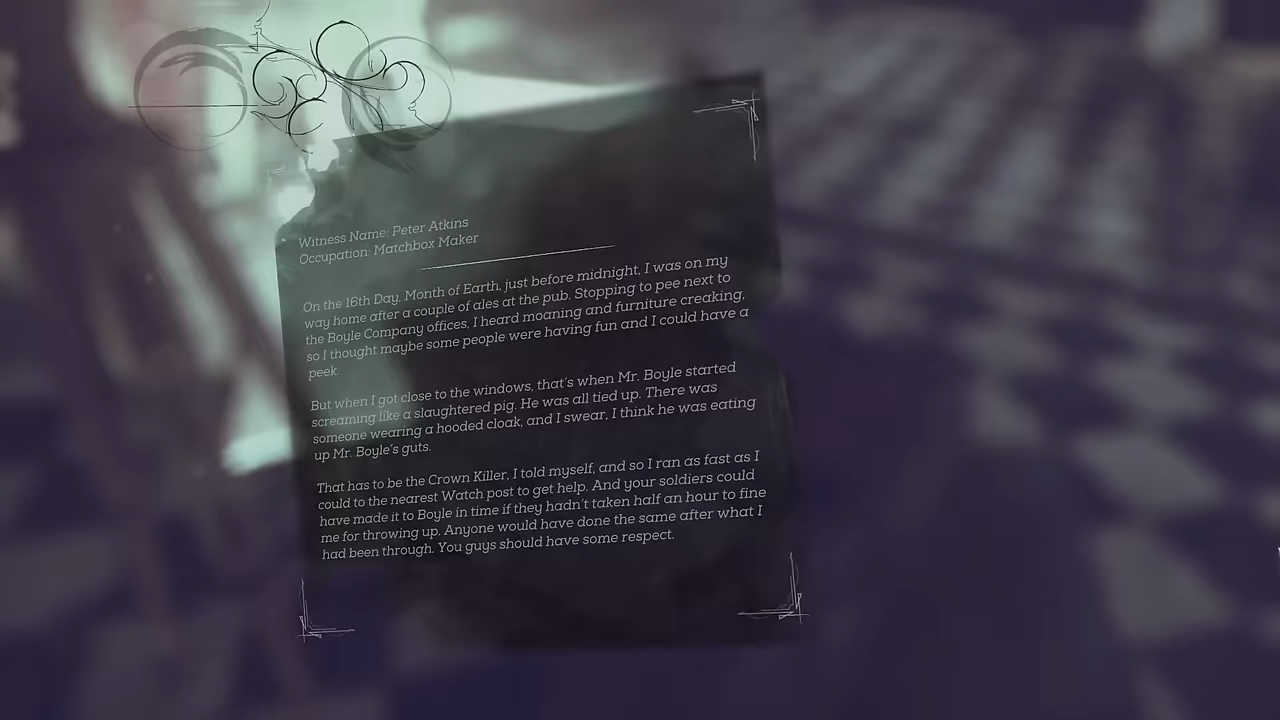 Witness Name: Peter Atkins
Occupation: Matchbox Maker
On the 16th Day, Month of Earth, just before midnight, I was on my
way home after a couple of ales at the pub. Stopping to pee next to
the Boyle Company offices, I heard moaning and furniture creaking,
so I thought maybe some people were having fun and I could have a
peek.
But when I got close to the windows, that's when Mr. Boyle started
screaming like a slaughtered pig. He was all tied up. There was
someone wearing a hooded cloak, and I swear, I think he was eating
up Mr. Boyle's guts.
That has to be the Crown Killer, I told myself, and so I ran as fast as I
could to the nearest Watch post to get help. And your soldiers could
have made it to Boyle in time if they hadn't taken half an hour to fine
me for throwing up. Anyone would have done the same after what I
had been through. You guys should have some respect.